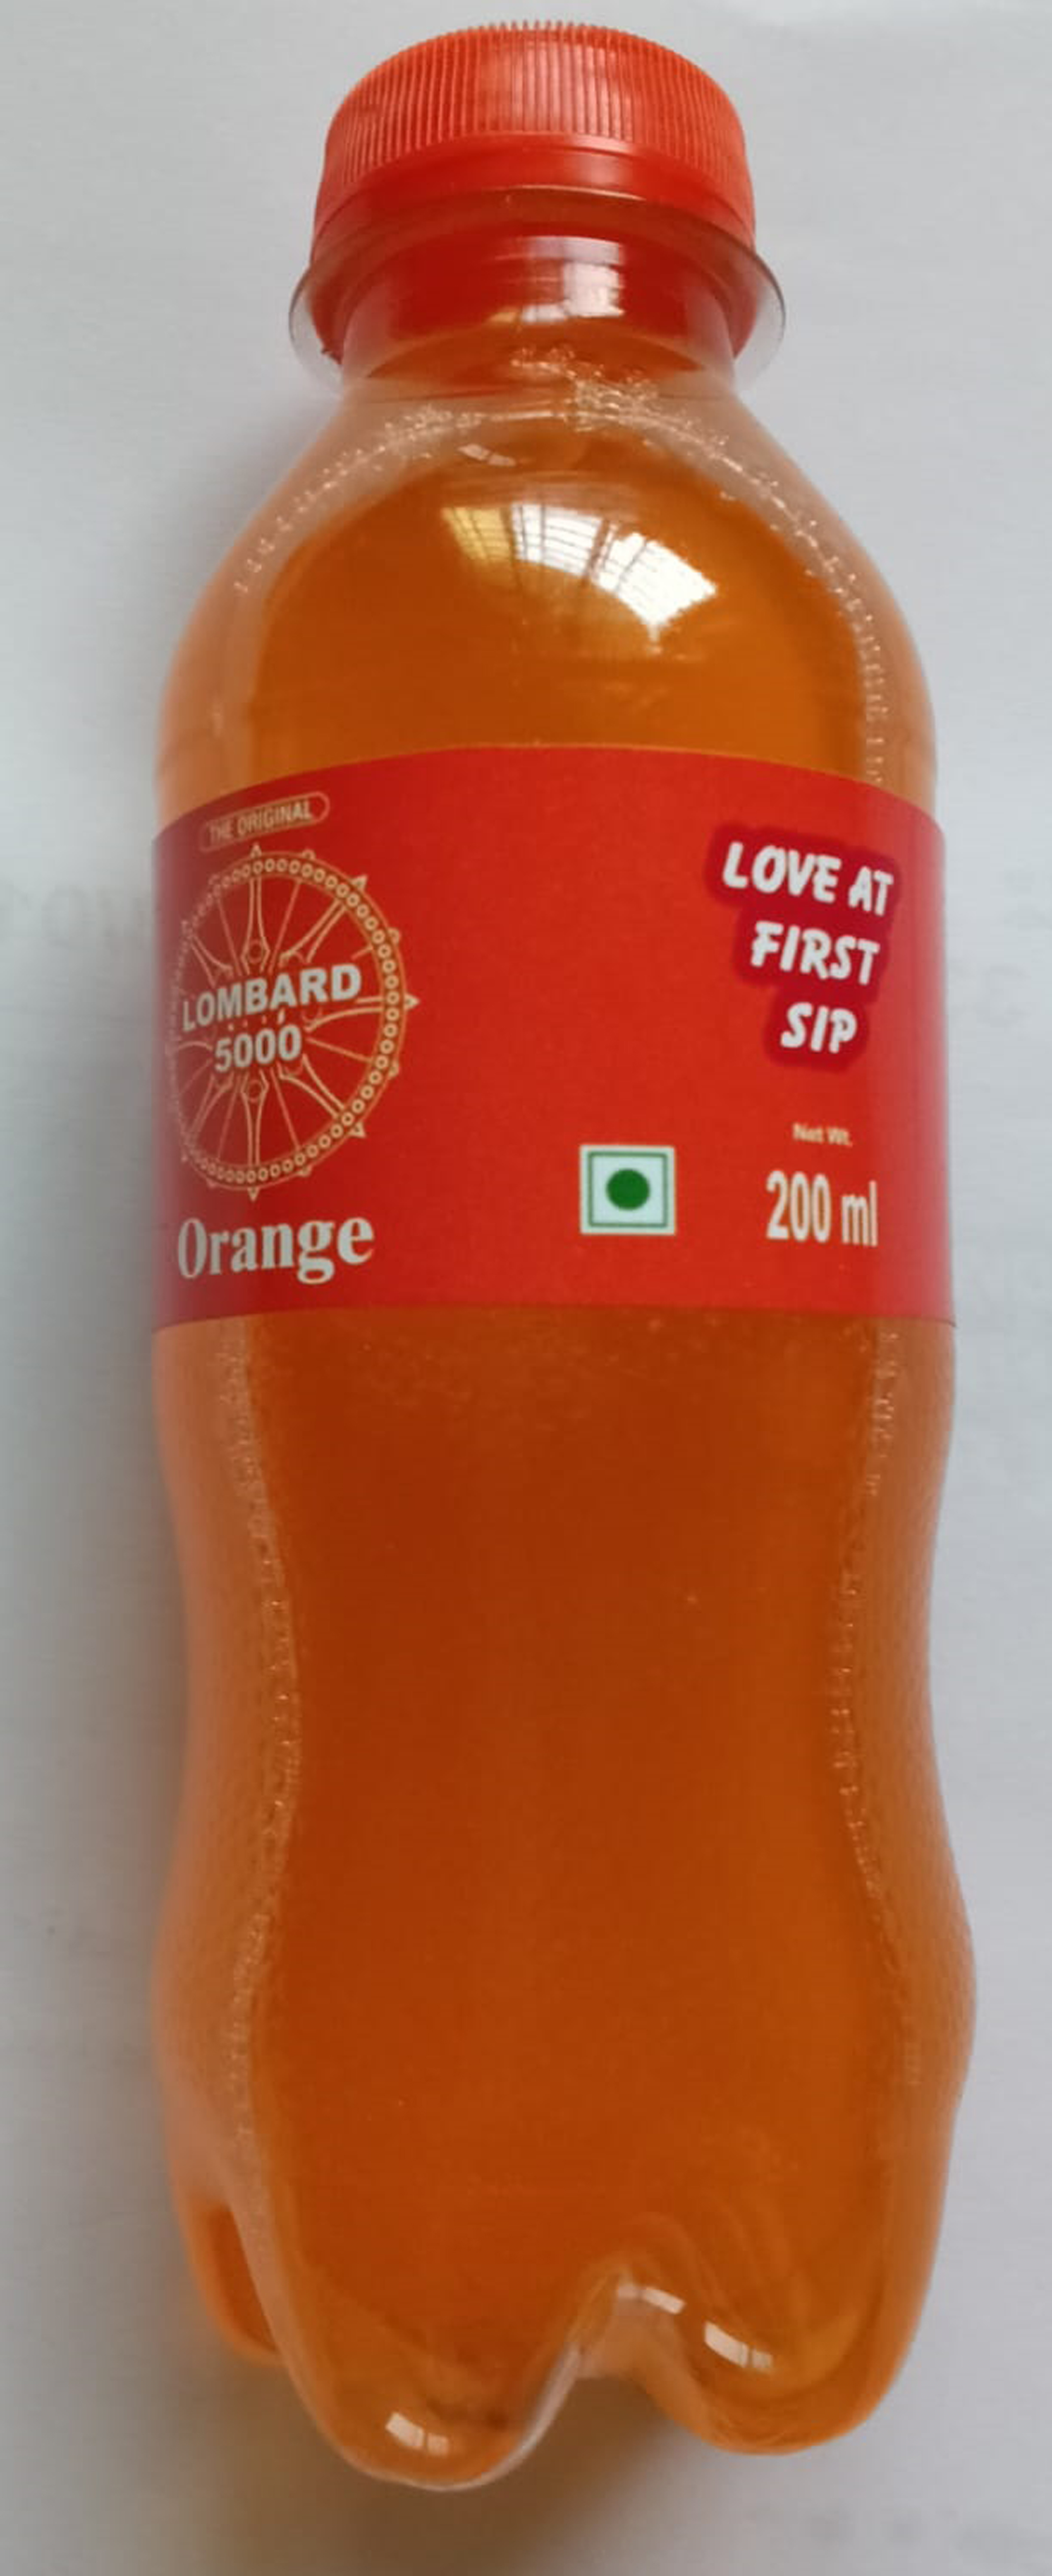 THE ORIGINAL
LOMBARD
5000
Orange
LOVE AT
FIRST
SIP
Net Wt.
200 ml